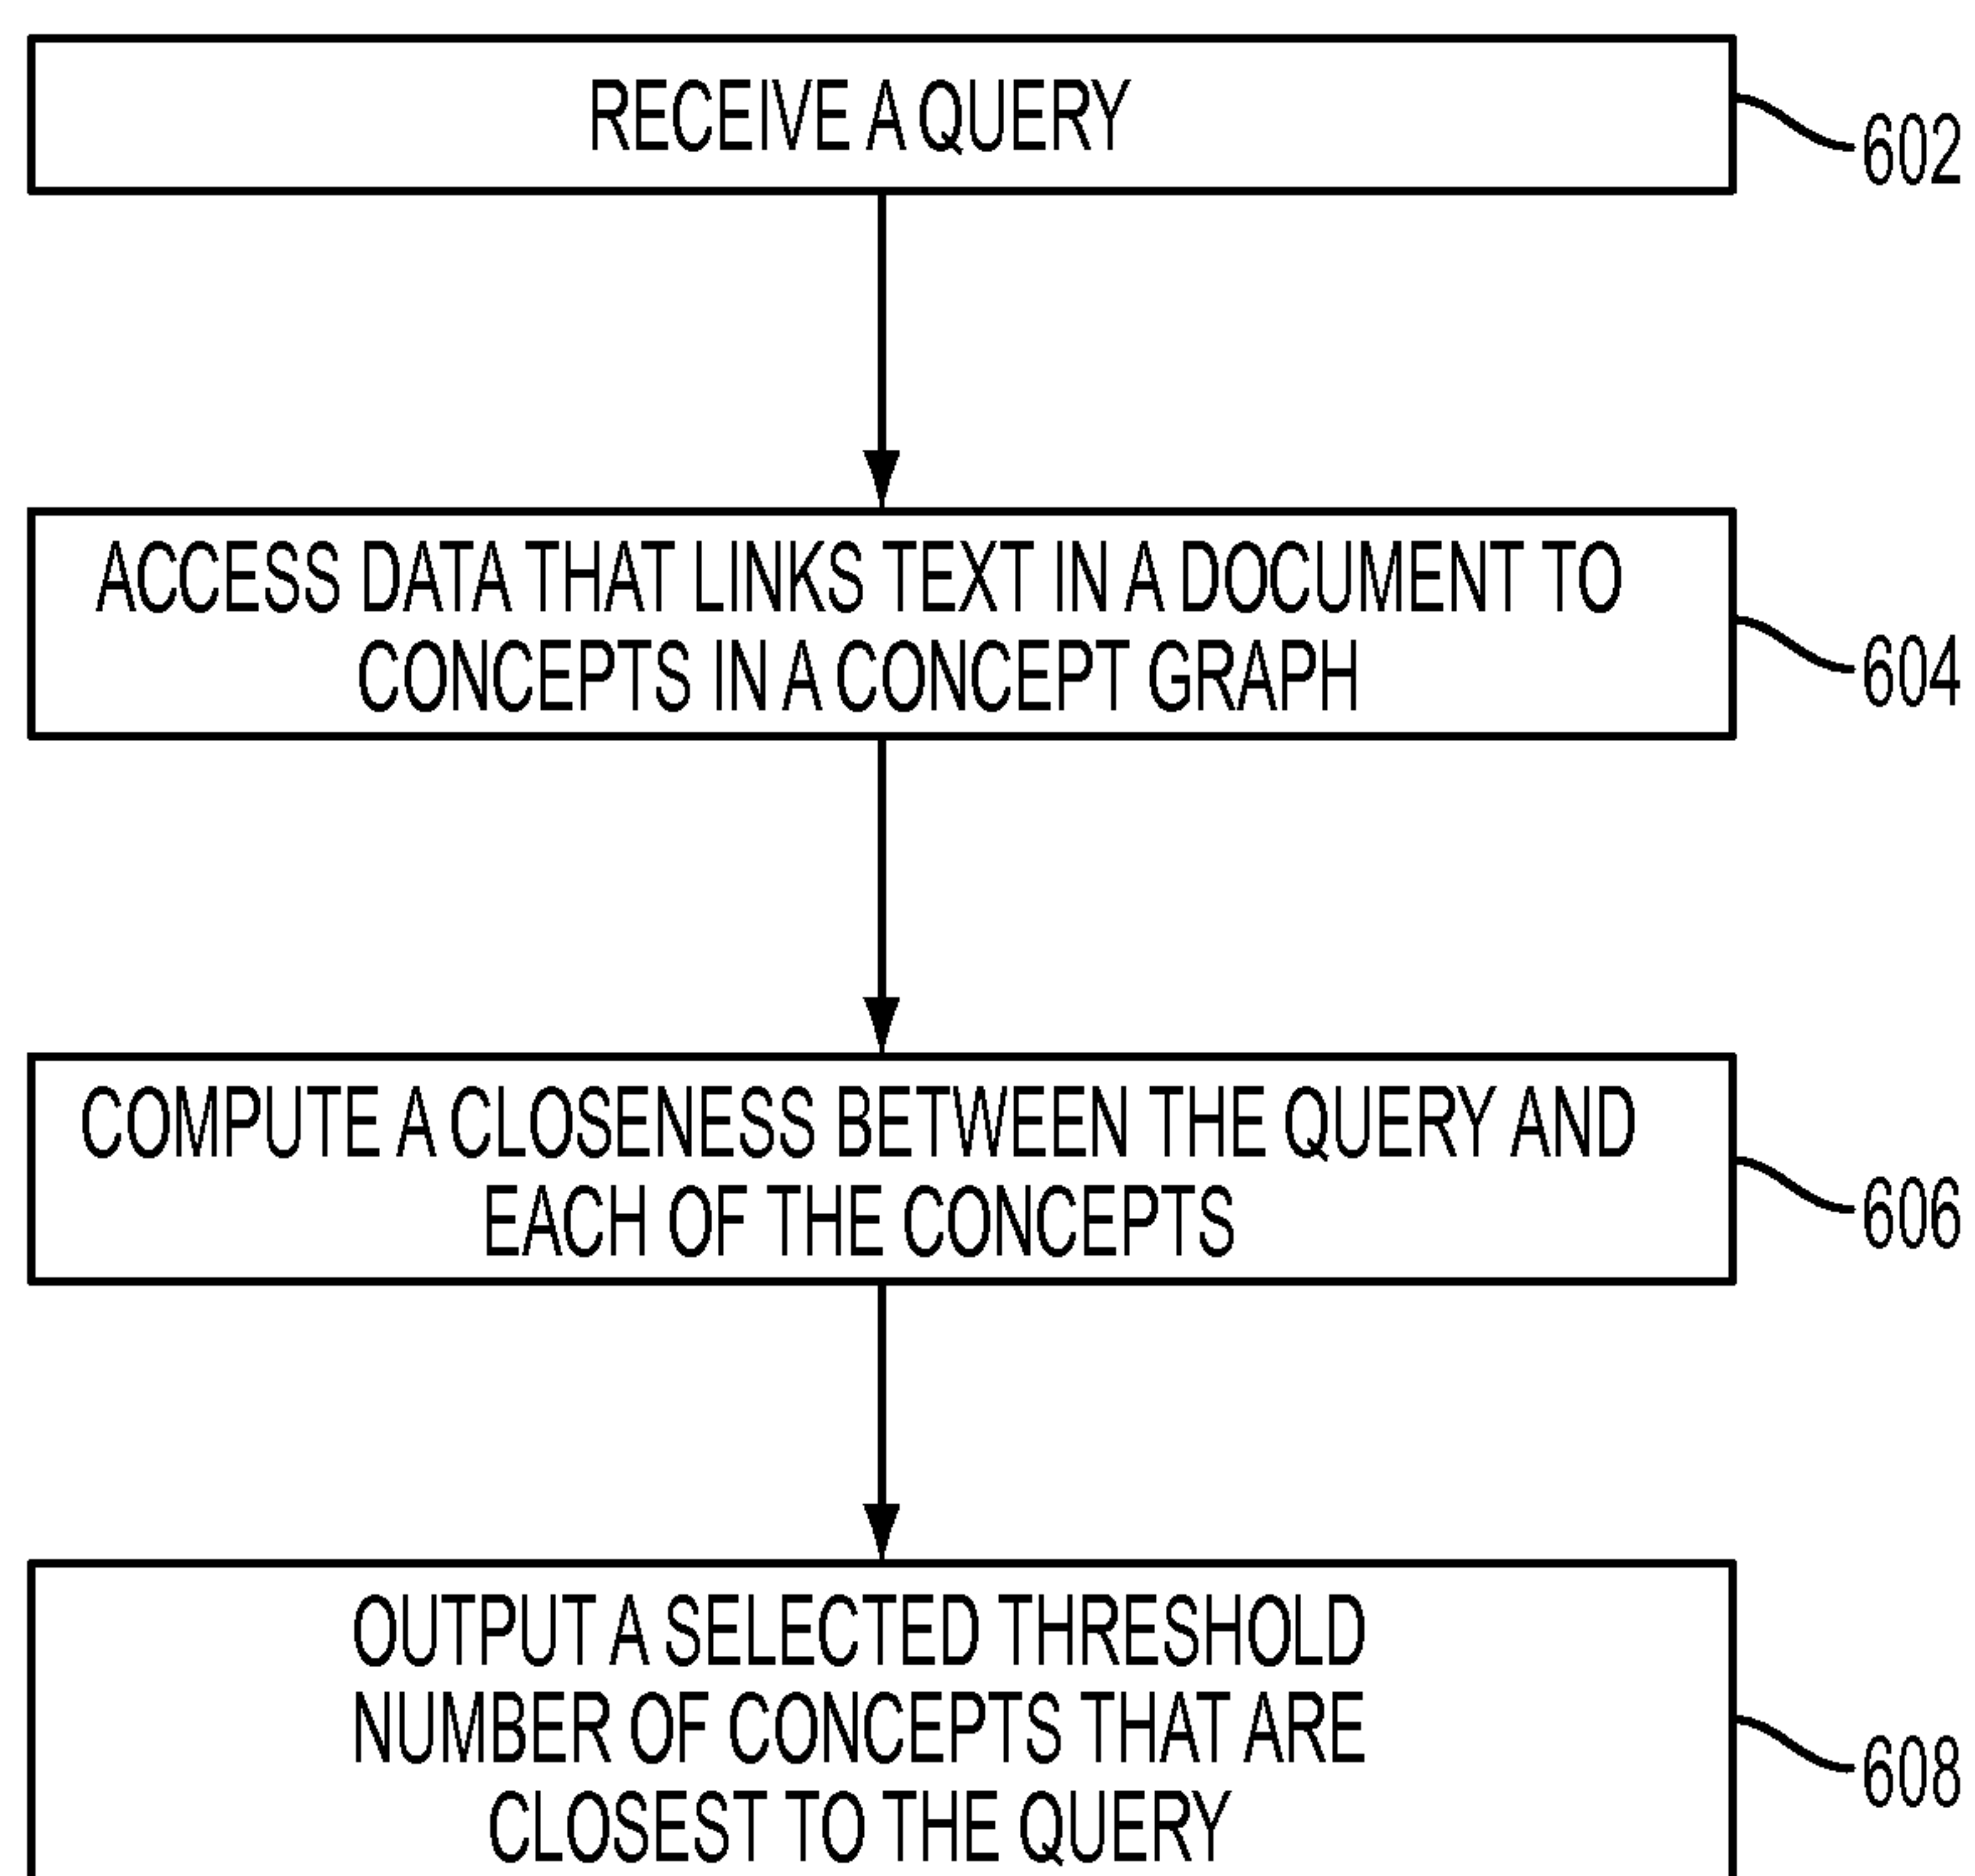 RECEIVE A QUERY
602
ACCESS DATA THAT LINKS TEXT IN A DOCUMENT TO
CONCEPTS IN A CONCEPT GRAPH
604
COMPUTE A CLOSENESS BETWEEN THE QUERY AND
EACH OF THE CONCEPTS
606
OUTPUT A SELECTED THRESHOLD
NUMBER OF CONCEPTS THAT ARE
CLOSEST TO THE QUERY
608